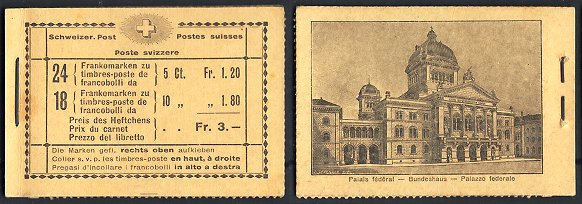 Schweizer. Post Postes suisses
Poste svizzere
24 Frankomarken zu
timbres-poste de
francobolli da
5 Ct. Fr. 1.20
18 Frankomarken zu
timbres-poste de
francobolli da
10 „ „ 1.80
Preis des Heftchens
Prix du carnet
Prezzo del libretto
. . Fr. 3.—
Die Marken gefl. rechts oben aufkleben
Coller s. v. p. les timbres-poste en haut, à droite
Pregasi d'incollare i francobolli in alto a destra
Palais fédéral — Bundeshaus — Palazzo federale